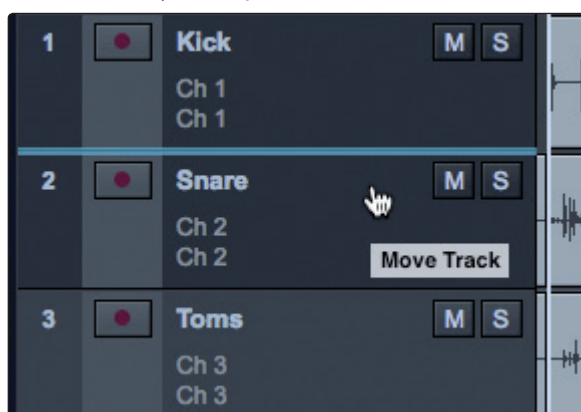 1 Kick M S
Ch 1
Ch 1
2 Snare M S
Ch 2
Ch 2
Move Track
3 Toms M S
Ch 3
Ch 3